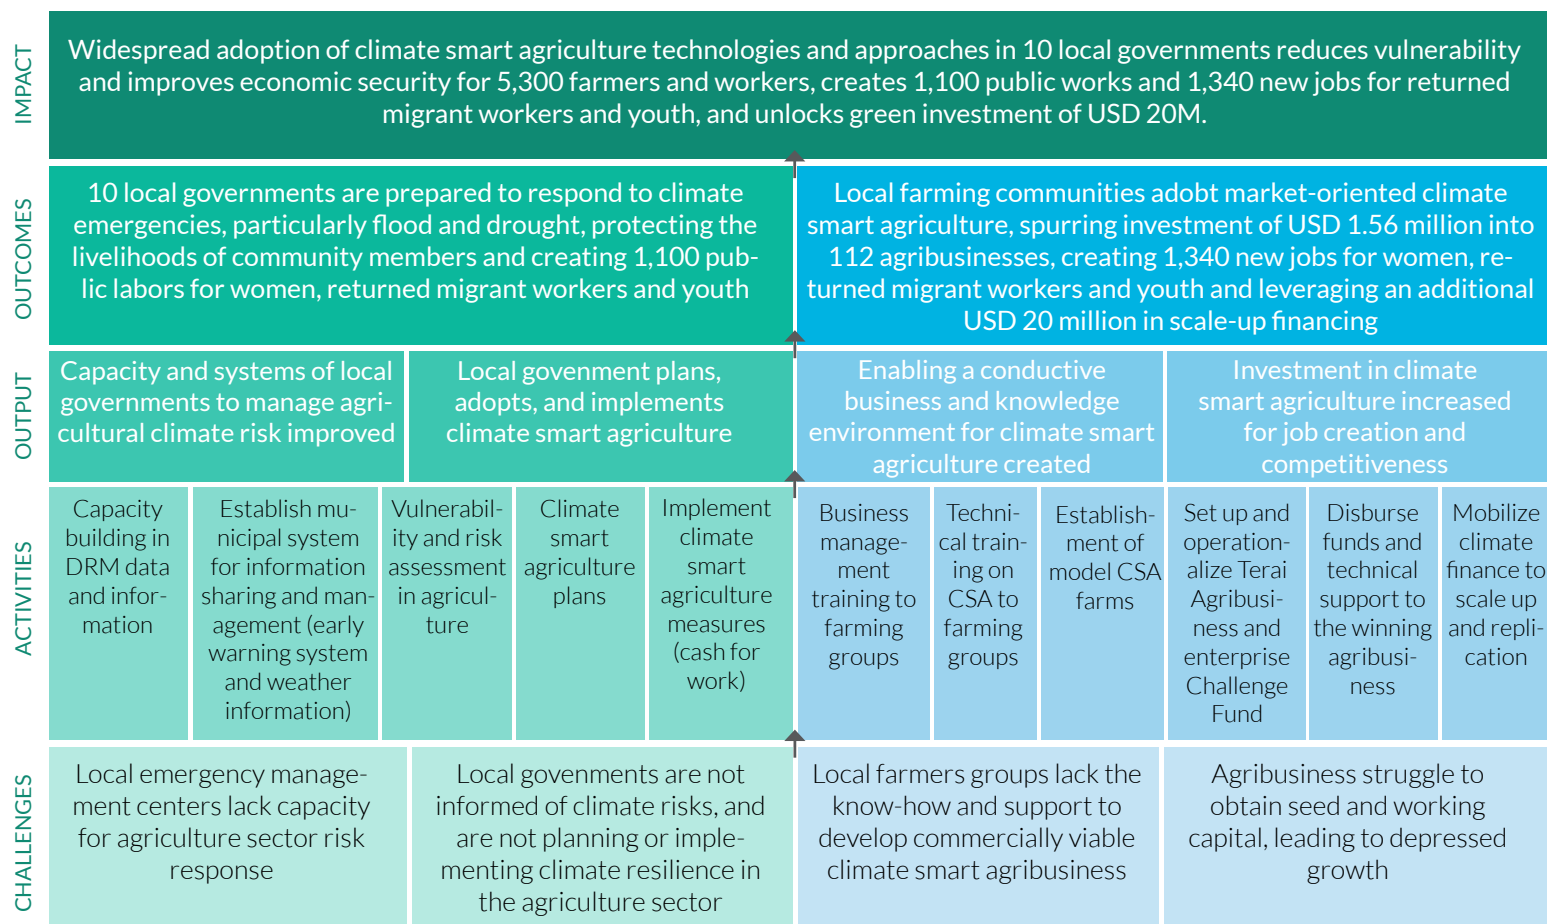 IMPACT
Widespread adoption of climate smart agriculture technologies and approaches in 10 local governments reduces vulnerability
and improves economic security for 5,300 farmers and workers, creates 1,100 public works and 1,340 new jobs for returned
migrant workers and youth, and unlocks green investment of USD 20M.
OUTCOMES
10 local governments are prepared to respond to climate
emergencies, particularly flood and drought, protecting the
livelihoods of community members and creating 1,100 pub-
lic labors for women, returned migrant workers and youth
Local farming communities adobt market-oriented climate
smart agriculture, spurring investment of USD 1.56 million into
112 agribusinesses, creating 1,340 new jobs for women, re-
turned migrant workers and youth and leveraging an additional
USD 20 million in scale-up financing
OUTPUT
Capacity and systems of local
governments to manage agri-
cultural climate risk improved
Local govenment plans,
adopts, and implements
climate smart agriculture
Enabling a conductive
business and knowledge
environment for climate smart
agriculture created
Investment in climate
smart agriculture increased
for job creation and
competitiveness
ACTIVITIES
Capacity
building in
DRM data
and infor-
mation
Establish mu-
nicipal system
for information
sharing and man-
agement (early
warning system
and weather
information)
Vulnerabil-
ity and risk
assessment
in agricul-
ture
Climate
smart
agriculture
plans
Implement
climate
smart
agriculture
measures
(cash for
work)
Business
manage-
ment
training to
farming
groups
Techni-
cal train-
ing on
CSA to
farming
groups
Establish-
ment of
model CSA
farms
Set up and
operation-
alize Terai
Agribusi-
ness and
enterprise
Challenge
Fund
Disburse
funds and
technical
support to
the winning
agribusi-
ness
Mobilize
climate
finance to
scale up
and repli-
cation
CHALLENGES
Local emergency manage-
ment centers lack capacity
for agriculture sector risk
response
Local govenments are not
informed of climate risks, and
are not planning or imple-
menting climate resilience in
the agriculture sector
Local farmers groups lack the
know-how and support to
develop commercially viable
climate smart agribusiness
Agribusiness struggle to
obtain seed and working
capital, leading to depressed
growth